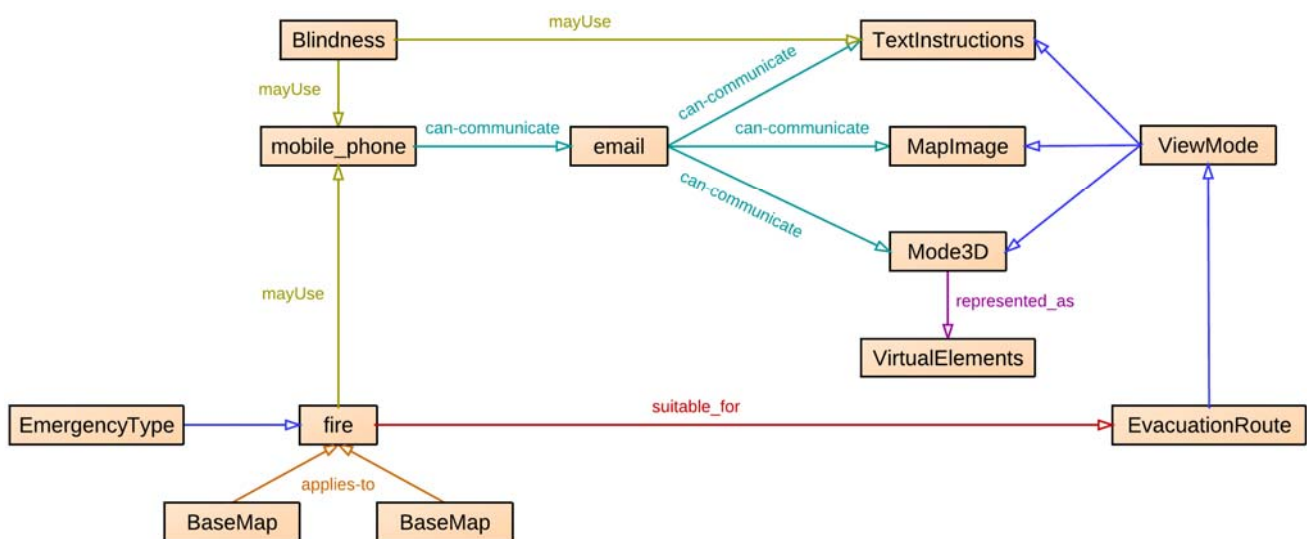 mayUse
Blindness
TextInstructions
mayUse
can-communicate
mobile_phone
can-communicate
email
can-communicate
MapImage
ViewMode
can-communicate
Mode3D
mayUse
represented_as
VirtualElements
EmergencyType
fire
suitable_for
EvacuationRoute
applies-to
BaseMap
BaseMap